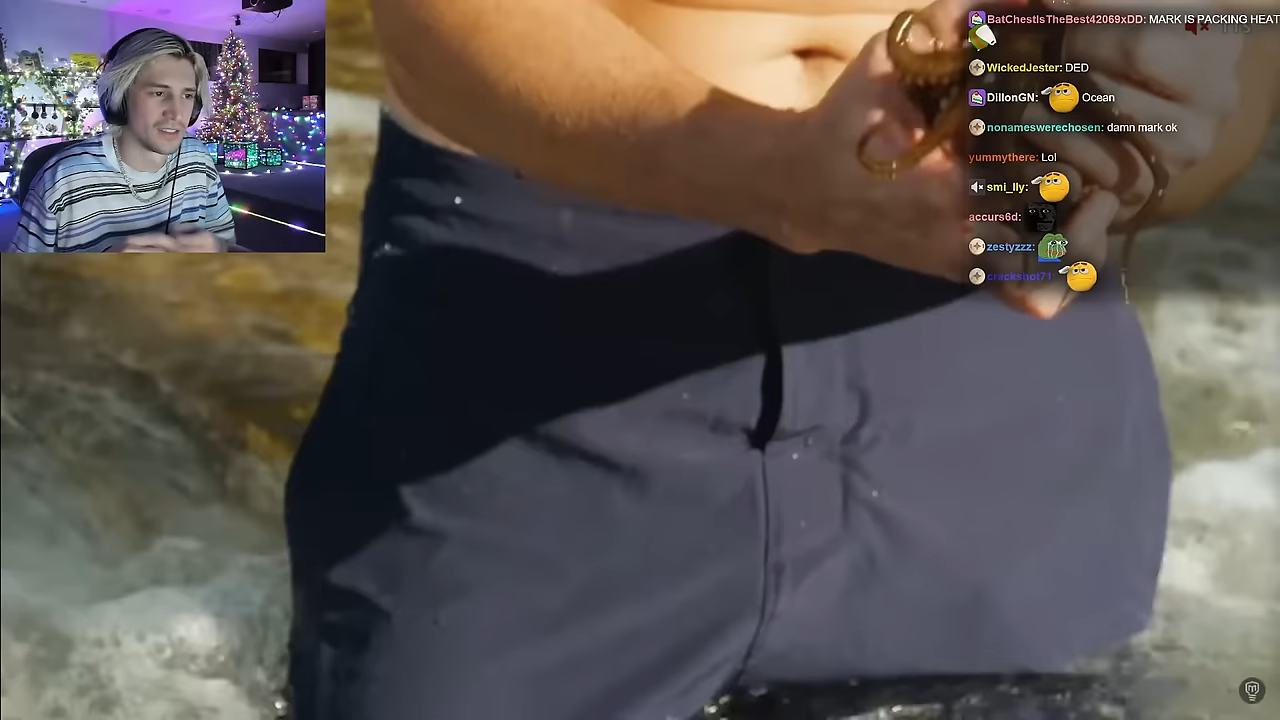 BatChestIsTheBest42069xDD: MARK IS PACKING HEAT
WickedJester: DED
DillonGN: Ocean
nonameswerechosen: damn mark ok
yummythere: Lol
smi_lly:
accurs6d:
zestyzzz:
crackshot71: